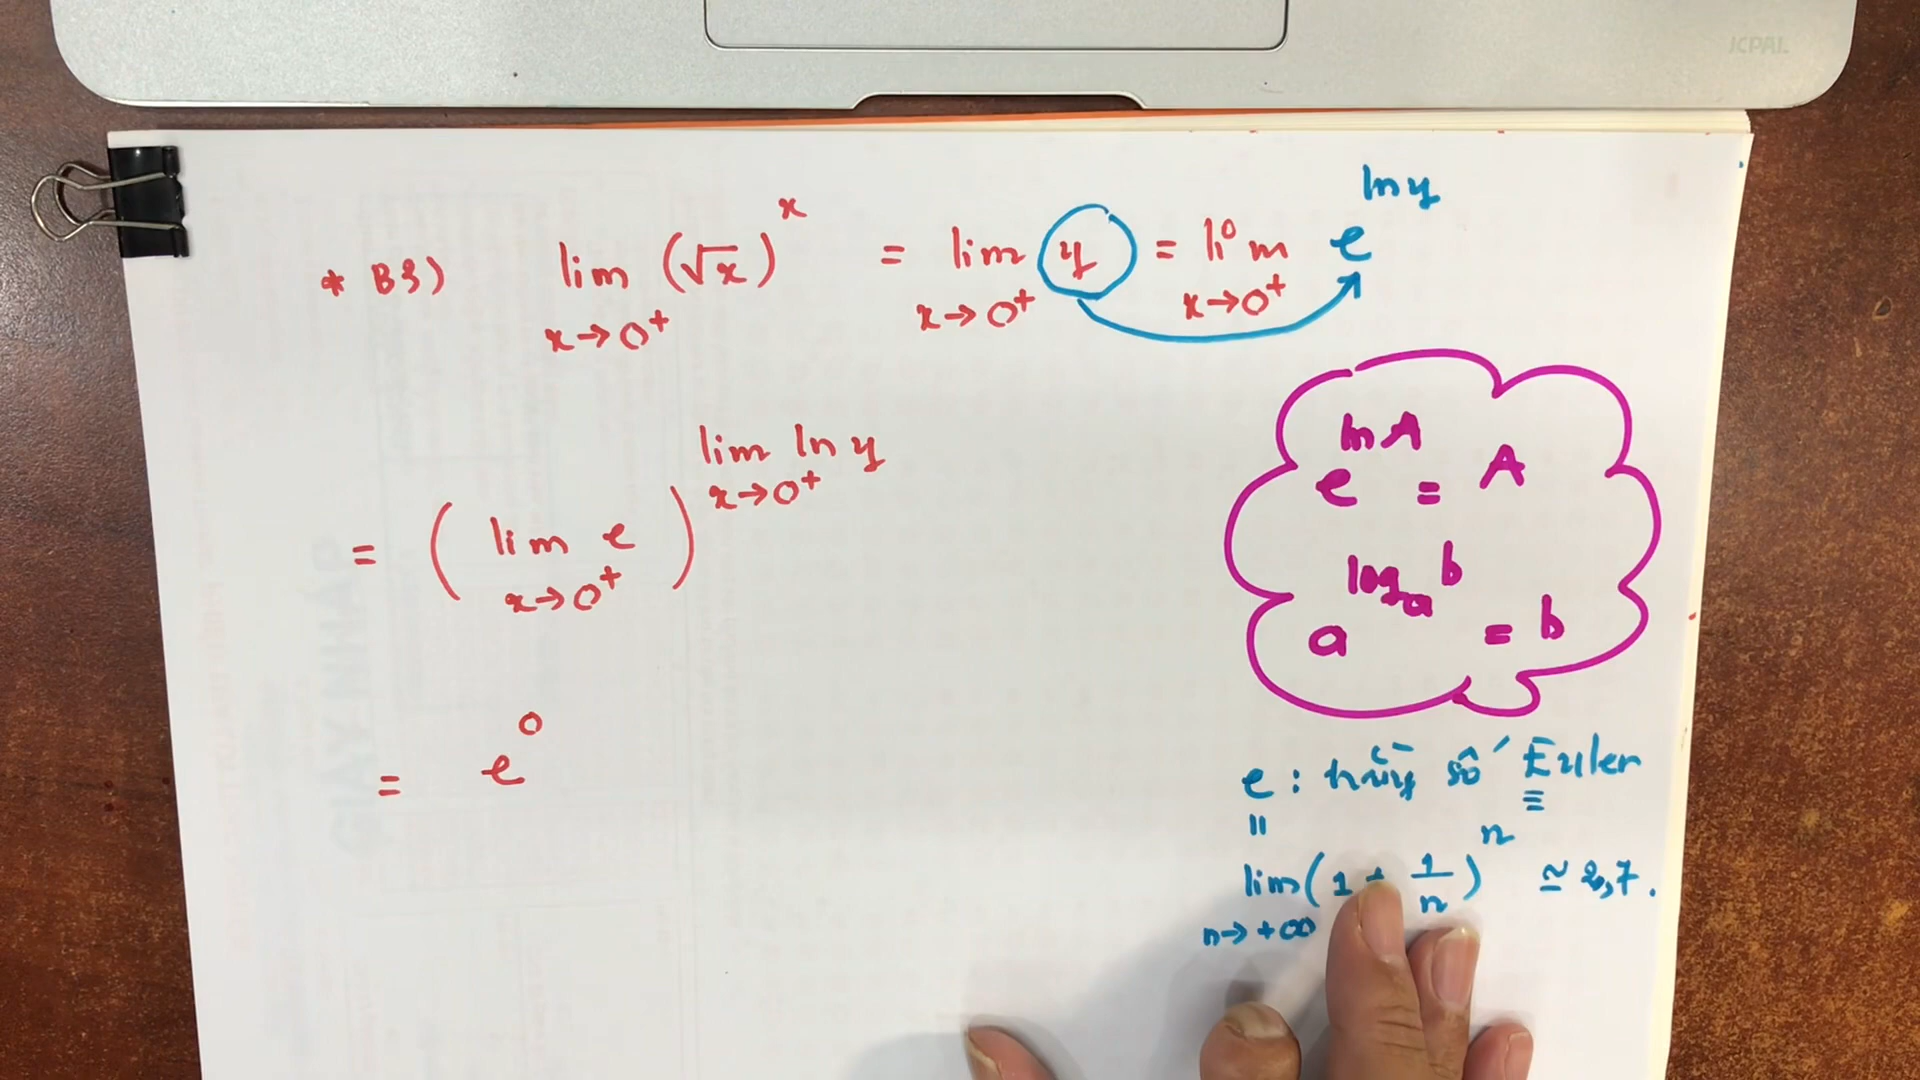 JCPAL
* B3) lim (√x)^x = lim y = lim e^ln y
x→0⁺ x→0⁺ x→0⁺
= ( lim e )^lim ln y
x→0⁺ x→0⁺
= e^0
e^ln A = A
a^log_a b = b
e : hằng số Euler
=
lim (1 + 1/n)^n ≃ 2,7.
n→+∞